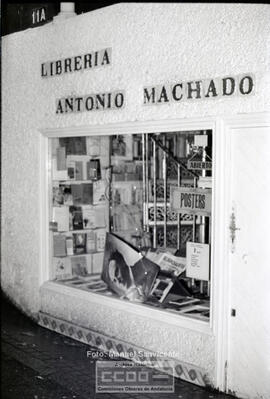 11A
LIBRERIA
ANTONIO MACHADO
ABIERTO
POSTERS
Foto: Manuel Sanvicente
CCOO
Comisiones Obreras de Andalucía